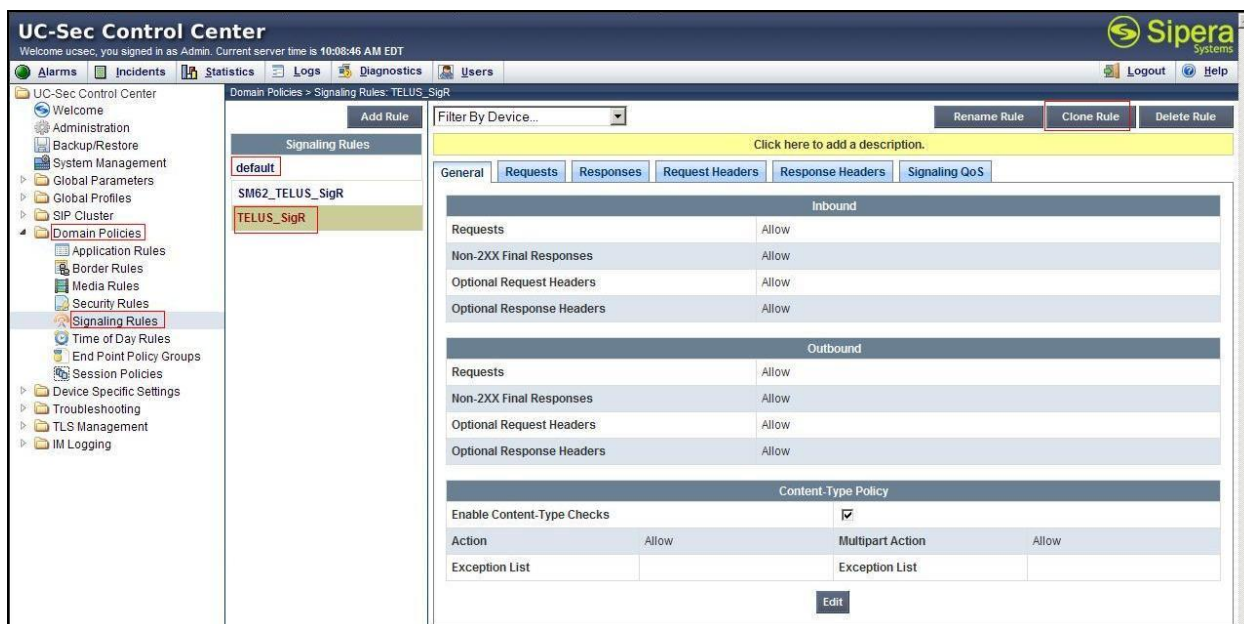 UC-Sec Control Center
Welcome ucsec, you signed in as Admin. Current server time is 10:08:46 AM EDT
Sipera
Systems
Alarms Incidents Statistics Logs Diagnostics Users Logout Help
UC-Sec Control Center
Welcome
Administration
Backup/Restore
System Management
Global Parameters
Global Profiles
SIP Cluster
Domain Policies
Application Rules
Border Rules
Media Rules
Security Rules
Signaling Rules
Time of Day Rules
End Point Policy Groups
Session Policies
Device Specific Settings
Troubleshooting
TLS Management
IM Logging
Domain Policies > Signaling Rules: TELUS_SigR
Add Rule
Signaling Rules
default
SM62_TELUS_SigR
TELUS_SigR
Filter By Device...
Rename Rule Clone Rule Delete Rule
Click here to add a description.
General Requests Responses Request Headers Response Headers Signaling QoS
Inbound
Requests Allow
Non-2XX Final Responses Allow
Optional Request Headers Allow
Optional Response Headers Allow
Outbound
Requests Allow
Non-2XX Final Responses Allow
Optional Request Headers Allow
Optional Response Headers Allow
Content-Type Policy
Enable Content-Type Checks
Action Allow Multipart Action Allow
Exception List Exception List
Edit